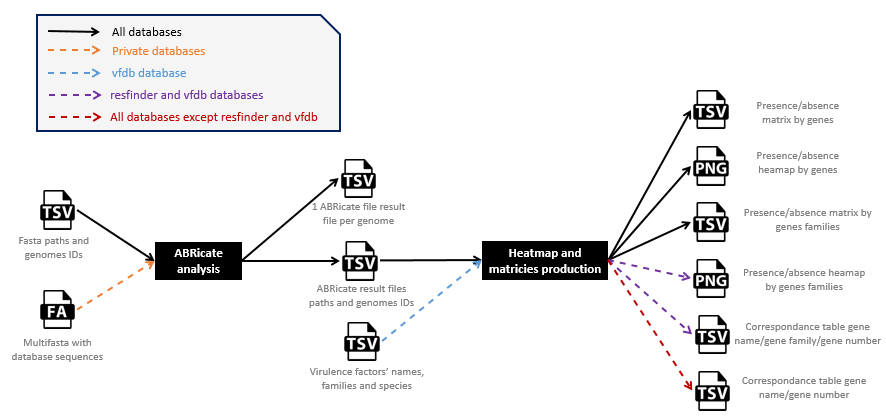 All databases
Private databases
vfdb database
resfinder and vfdb databases
All databases except resfinder and vfdb
TSV
Fasta paths and
genomes IDs
FA
Multifasta with
database sequences
ABRicate
analysis
TSV
1 ABRicate file result
file per genome
TSV
ABRicate result files
paths and genomes IDs
TSV
Virulence factors' names,
families and species
Heatmap and
matricies production
TSV
Presence/absence
matrix by genes
PNG
Presence/absence
heamap by genes
TSV
Presence/absence matrix by
genes families
PNG
Presence/absence heamap
by genes families
TSV
Correspondance table gene
name/gene family/gene number
TSV
Correspondance table gene
name/gene number